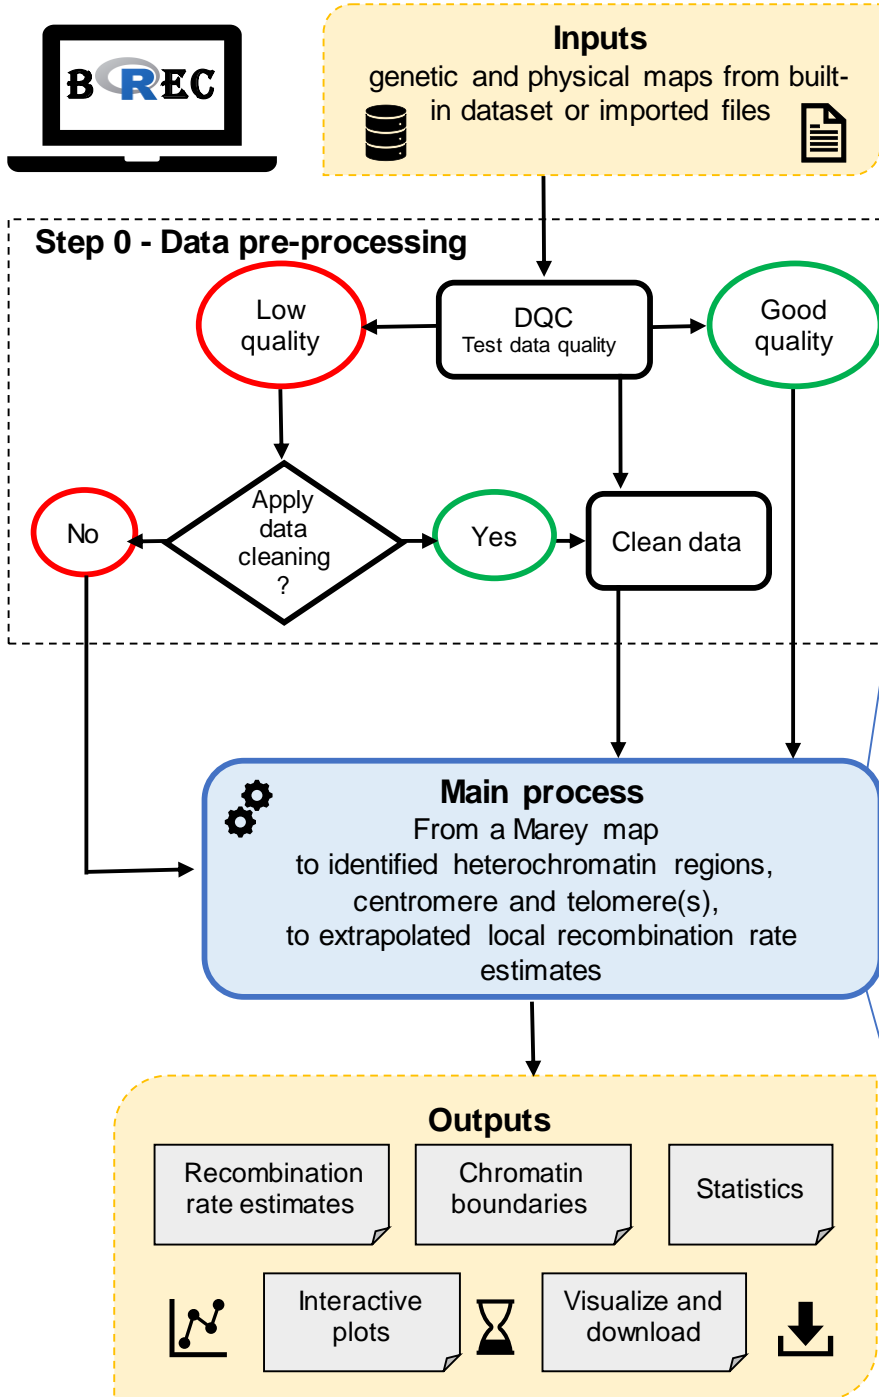 B REC
Inputs
genetic and physical maps from built-
in dataset or imported files
Step 0 - Data pre-processing
Low
quality
DQC
Test data quality
Good
quality
No
Apply
data
cleaning
?
Yes
Clean data
Main process
From a Marey map
to identified heterochromatin regions,
centromere and telomere(s),
to extrapolated local recombination rate
estimates
Outputs
Recombination
rate estimates
Chromatin
boundaries
Statistics
Interactive
plots
Visualize and
download